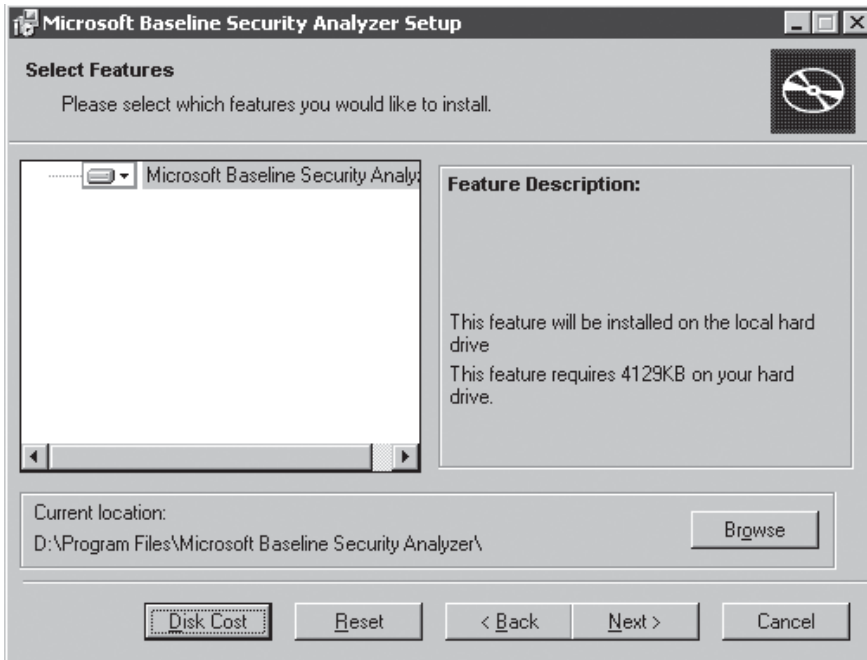 Microsoft Baseline Security Analyzer Setup
Select Features
Please select which features you would like to install.
Microsoft Baseline Security Analy
Feature Description:
This feature will be installed on the local hard
drive
This feature requires 4129KB on your hard
drive.
Current location:
D:\Program Files\Microsoft Baseline Security Analyzer\
Browse
Disk Cost
Reset
< Back
Next >
Cancel